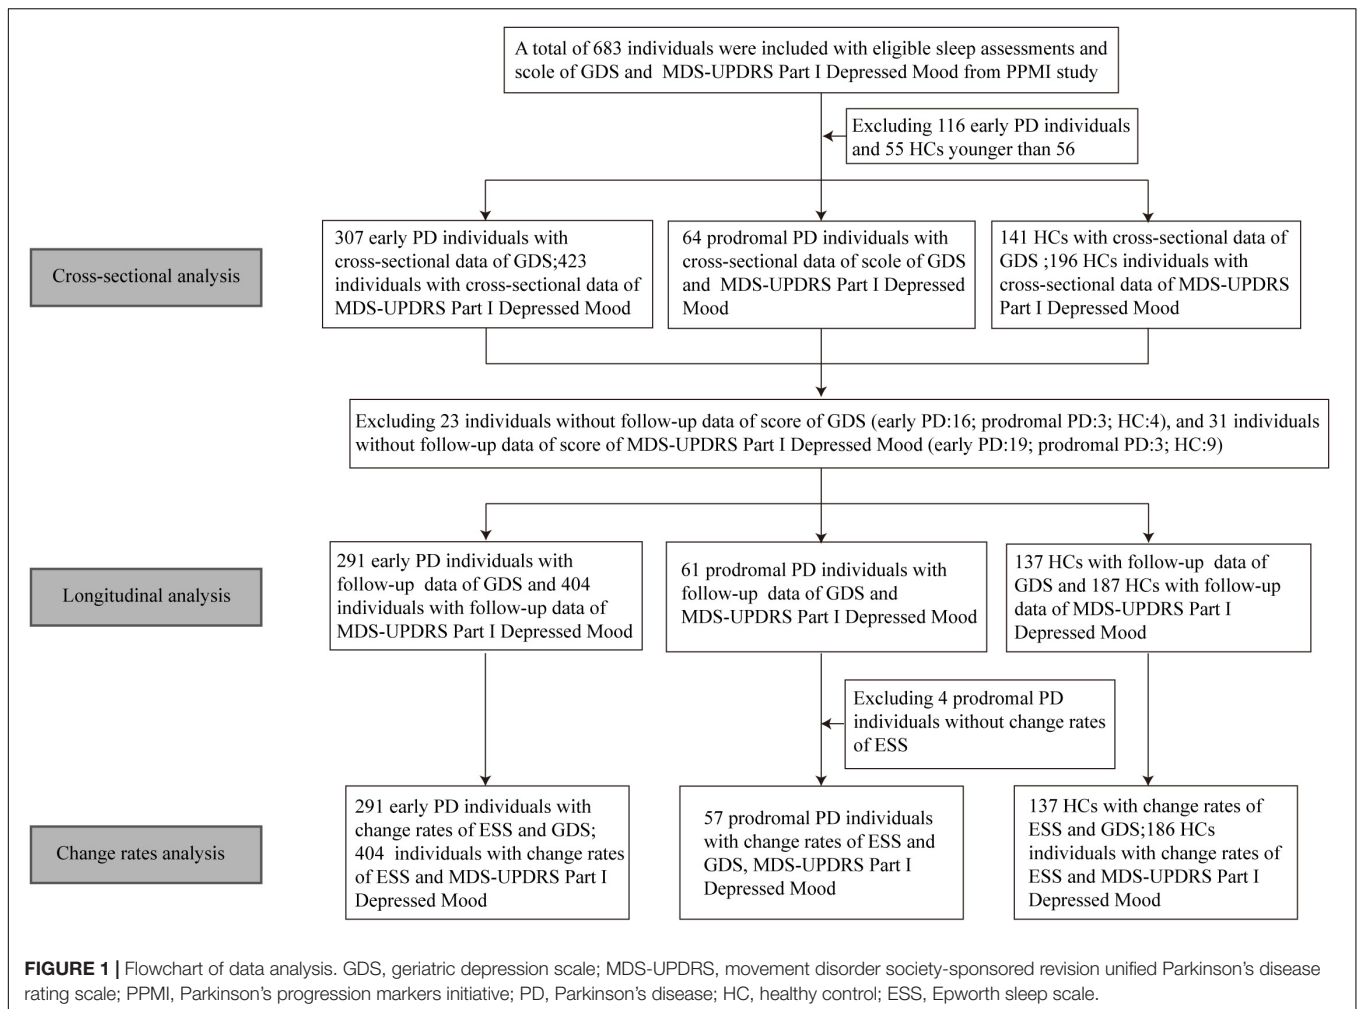 A total of 683 individuals were included with eligible sleep assessments and
scole of GDS and MDS-UPDRS Part I Depressed Mood from PPMI study
Excluding 116 early PD individuals
and 55 HCs younger than 56
Cross-sectional analysis
307 early PD individuals with
cross-sectional data of GDS;423
individuals with cross-sectional data of
MDS-UPDRS Part I Depressed Mood
64 prodromal PD individuals with
cross-sectional data of scole of GDS
and MDS-UPDRS Part I Depressed
Mood
141 HCs with cross-sectional data of
GDS ;196 HCs individuals with
cross-sectional data of MDS-UPDRS
Part I Depressed Mood
Excluding 23 individuals without follow-up data of score of GDS (early PD:16; prodromal PD:3; HC:4), and 31 individuals
without follow-up data of score of MDS-UPDRS Part I Depressed Mood (early PD:19; prodromal PD:3; HC:9)
Longitudinal analysis
291 early PD individuals with
follow-up data of GDS and 404
individuals with follow-up data of
MDS-UPDRS Part I Depressed Mood
61 prodromal PD individuals with
follow-up data of GDS and
MDS-UPDRS Part I Depressed Mood
137 HCs with follow-up data of
GDS and 187 HCs with follow-up
data of MDS-UPDRS Part I
Depressed Mood
Excluding 4 prodromal PD
individuals without change rates
of ESS
Change rates analysis
291 early PD individuals with
change rates of ESS and GDS;
404 individuals with change rates
of ESS and MDS-UPDRS Part I
Depressed Mood
57 prodromal PD individuals
with change rates of ESS and
GDS, MDS-UPDRS Part I
Depressed Mood
137 HCs with change rates of
ESS and GDS;186 HCs
individuals with change rates of
ESS and MDS-UPDRS Part I
Depressed Mood
FIGURE 1 | Flowchart of data analysis. GDS, geriatric depression scale; MDS-UPDRS, movement disorder society-sponsored revision unified Parkinson's disease
rating scale; PPMI, Parkinson's progression markers initiative; PD, Parkinson's disease; HC, healthy control; ESS, Epworth sleep scale.